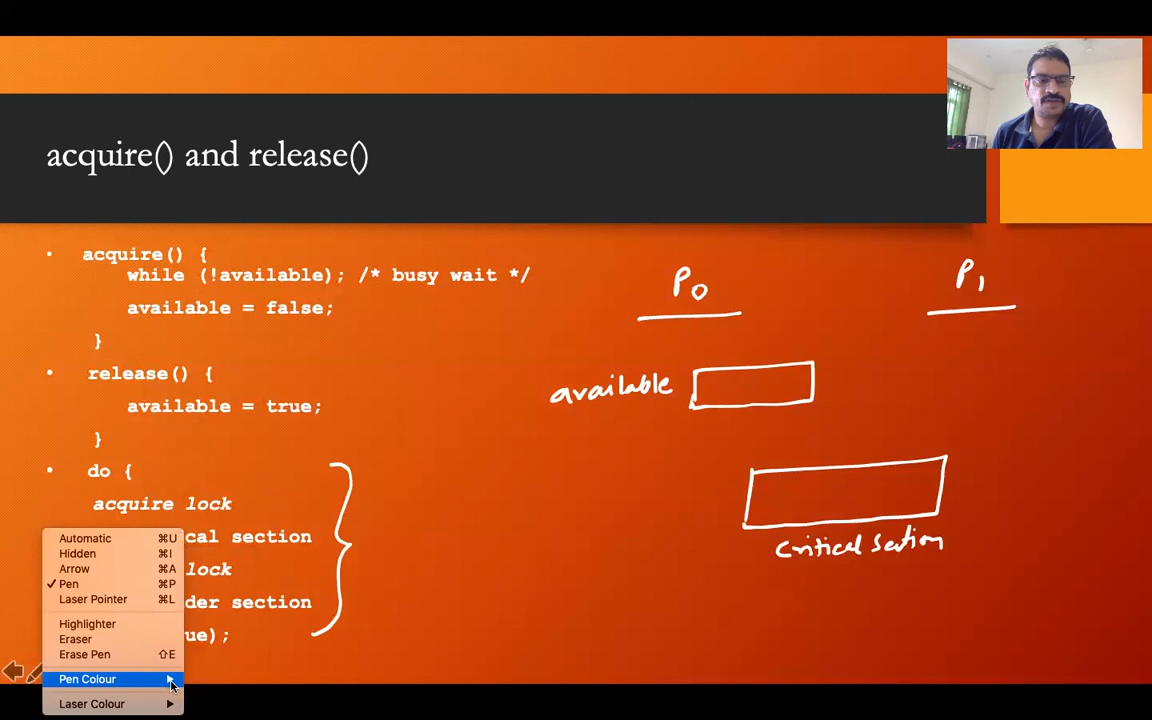 acquire() and release()
• acquire() {
while (!available); /* busy wait */
available = false;
}
• release() {
available = true;
}
• do {
acquire lock
cal section
lock
der section
ue);
P0
P1
available
Critical Section
Automatic ⌘U
Hidden ⌘I
Arrow ⌘A
✓ Pen ⌘P
Laser Pointer ⌘L
Highlighter
Eraser
Erase Pen ⇧E
Pen Colour
Laser Colour